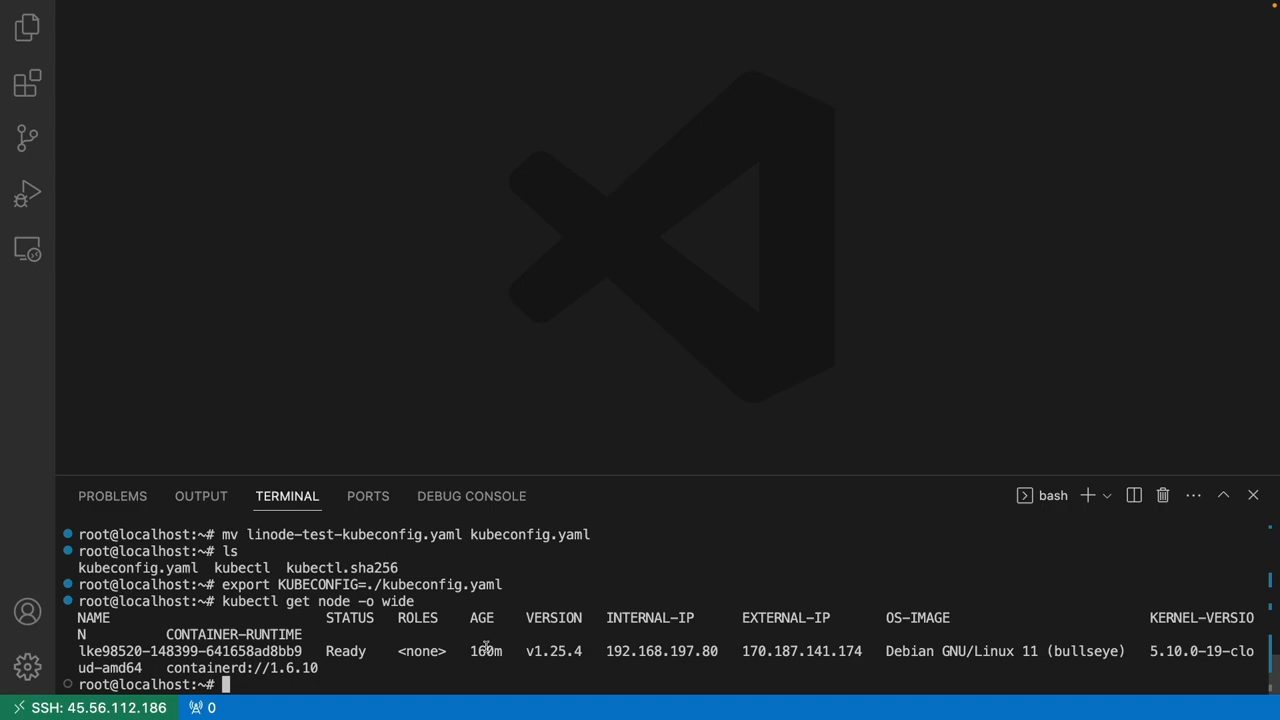 PROBLEMS OUTPUT TERMINAL PORTS DEBUG CONSOLE bash
root@localhost:~# mv linode-test-kubeconfig.yaml kubeconfig.yaml
root@localhost:~# ls
kubeconfig.yaml kubectl kubectl.sha256
root@localhost:~# export KUBECONFIG=./kubeconfig.yaml
root@localhost:~# kubectl get node -o wide
NAME STATUS ROLES AGE VERSION INTERNAL-IP EXTERNAL-IP OS-IMAGE KERNEL-VERSIO
N CONTAINER-RUNTIME
lke98520-148399-641658ad8bb9 Ready <none> 160m v1.25.4 192.168.197.80 170.187.141.174 Debian GNU/Linux 11 (bullseye) 5.10.0-19-clo
ud-amd64 containerd://1.6.10
root@localhost:~#
SSH: 45.56.112.186 0